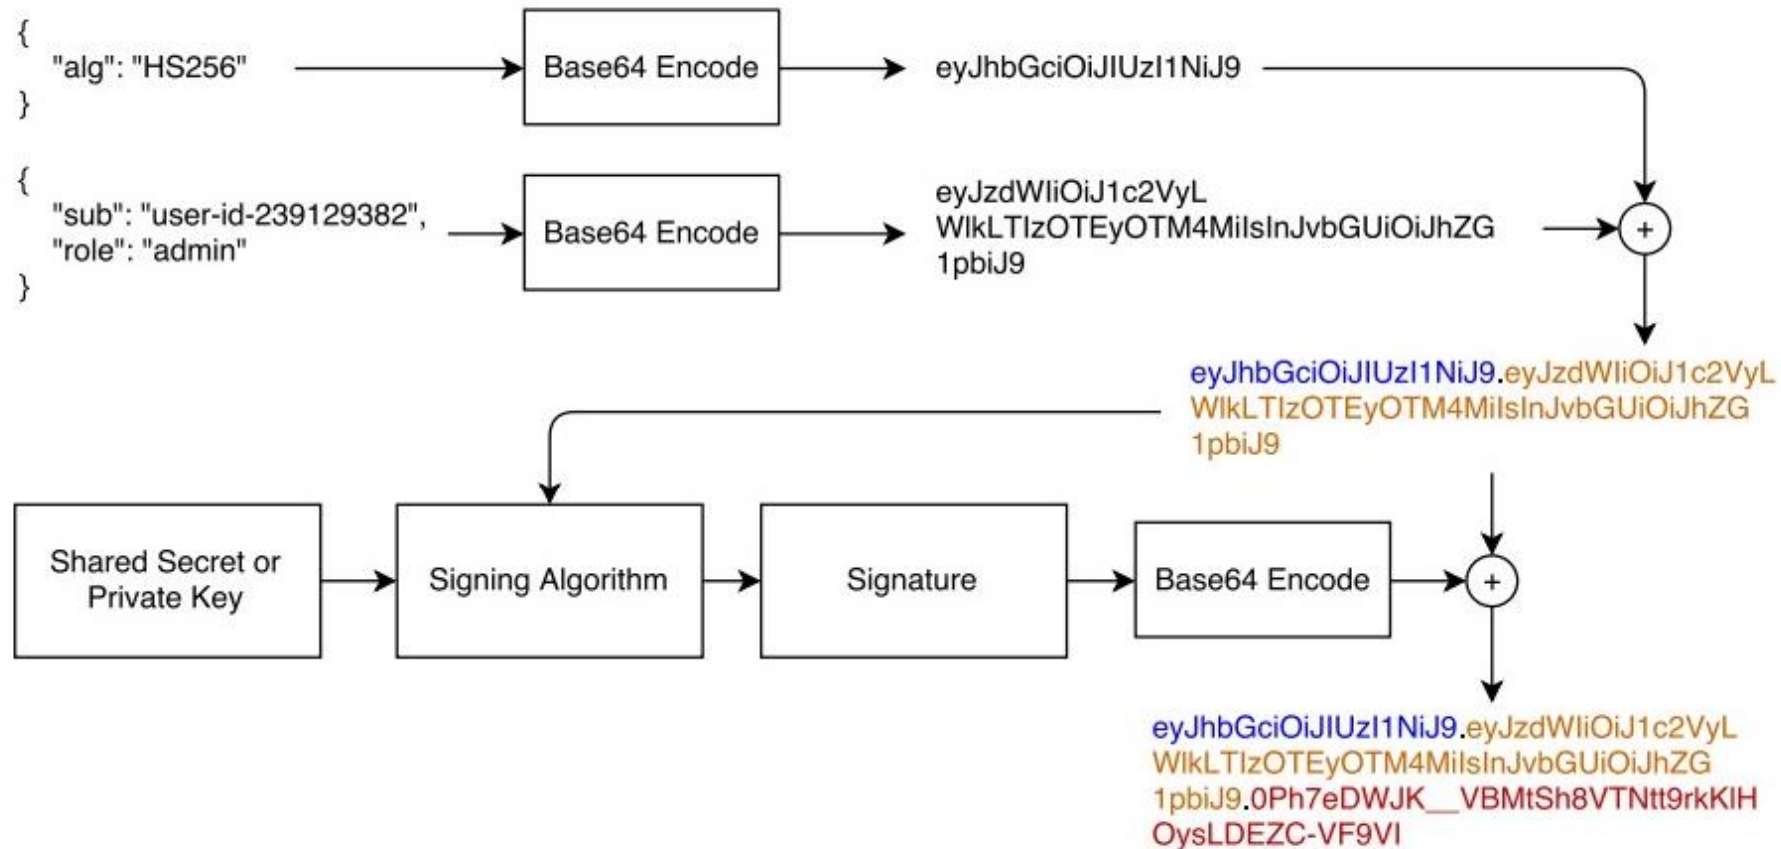 {
"alg": "HS256"
}
Base64 Encode
eyJhbGciOiJIUzI1NiJ9
{
"sub": "user-id-239129382",
"role": "admin"
}
Base64 Encode
eyJzdWIiOiJ1c2VyL
WlkLTIzOTEyOTM4MiIsInJvbGUiOiJhZG
1pbiJ9
+
eyJhbGciOiJIUzI1NiJ9.eyJzdWIiOiJ1c2VyL
WlkLTIzOTEyOTM4MiIsInJvbGUiOiJhZG
1pbiJ9
Shared Secret or
Private Key
Signing Algorithm
Signature
Base64 Encode
+
eyJhbGciOiJIUzI1NiJ9.eyJzdWIiOiJ1c2VyL
WlkLTIzOTEyOTM4MiIsInJvbGUiOiJhZG
1pbiJ9.0Ph7eDWJK__VBMtSh8VTNtt9rkKIH
OysLDEZC-VF9VI